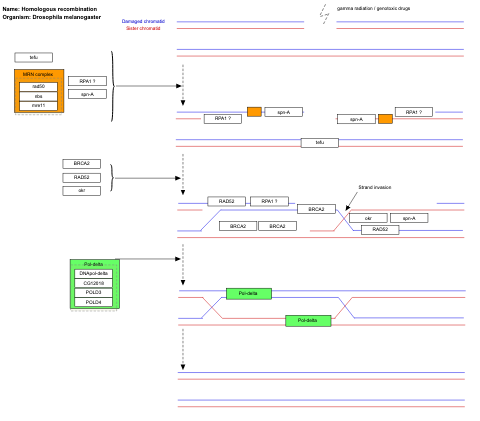 Name: Homologous recombination
Organism: Drosophila melanogaster
gamma radiation / genotoxic drugs
Damaged chromatid
Sister chromatid
tefu
MRN complex
rad50
nbs
mre11
RPA1 ?
spn-A
RPA1 ?
spn-A
spn-A
RPA1 ?
tefu
BRCA2
RAD52
okr
Strand invasion
RAD52
RPA1 ?
BRCA2
okr
spn-A
BRCA2
BRCA2
RAD52
Pol-delta
DNApol-delta
CG12018
POLD3
POLD4
Pol-delta
Pol-delta